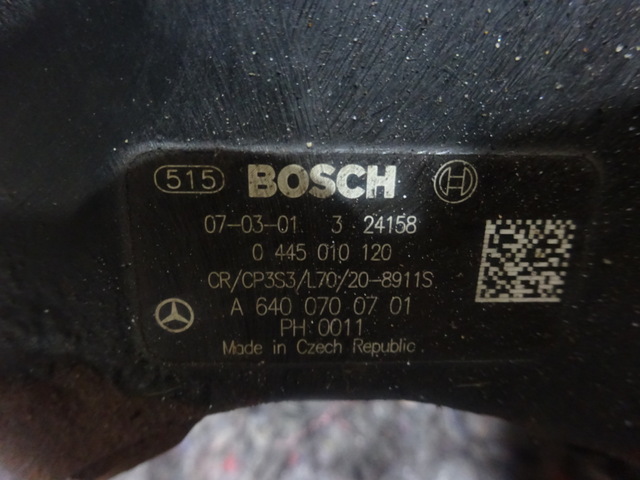 515 BOSCH
07-03-01 3 24158
0 445 010 120
CR/CP3S3/L70/20-8911S
A 640 070 07 01
PH 0011
Made in Czech Republic